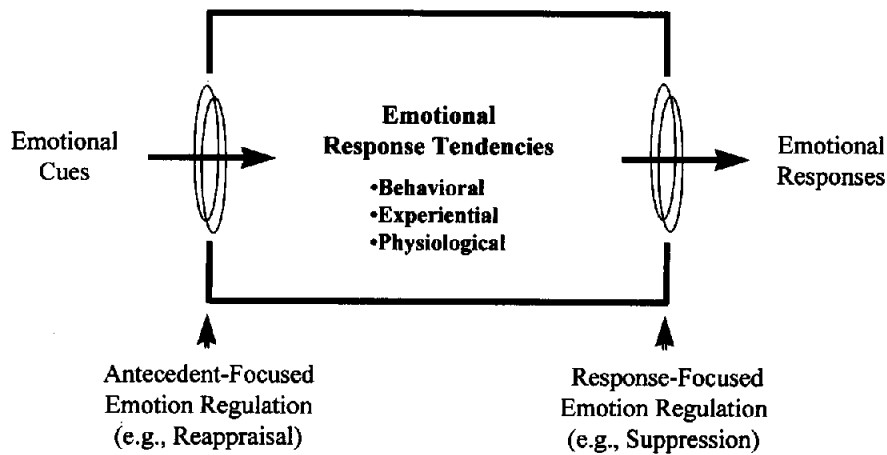 Emotional
Cues
Emotional
Response Tendencies
•Behavioral
•Experiential
•Physiological
Emotional
Responses
Antecedent-Focused
Emotion Regulation
(e.g., Reappraisal)
Response-Focused
Emotion Regulation
(e.g., Suppression)